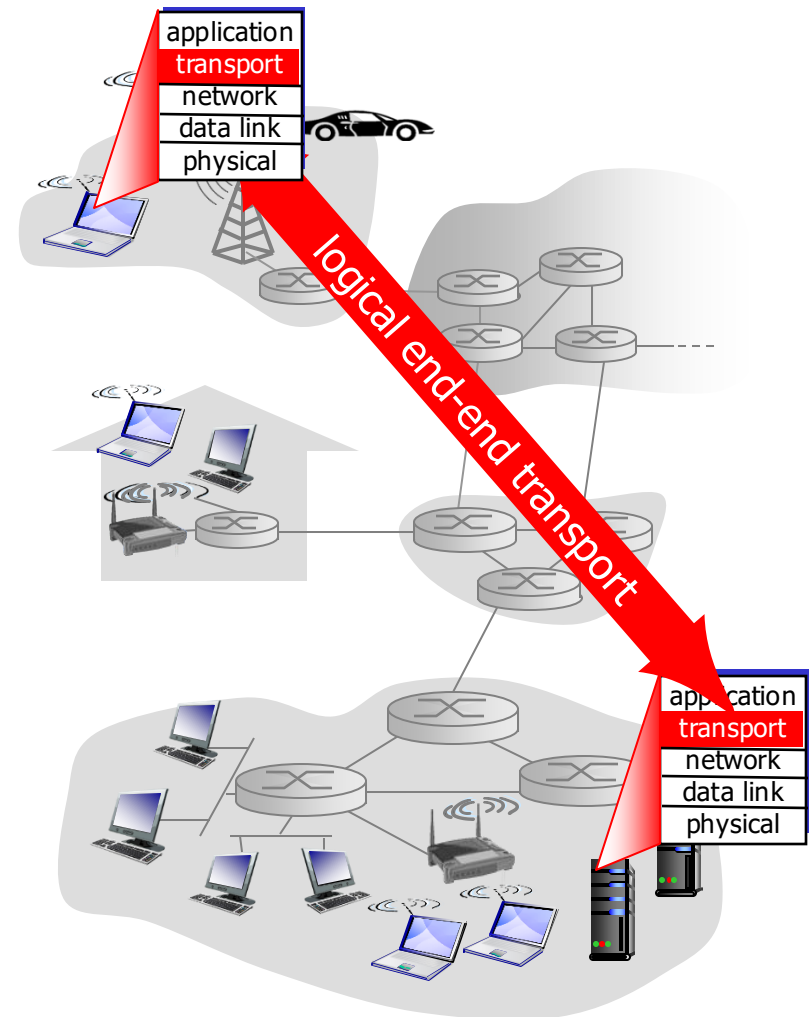 application
transport
network
data link
physical
logical end-end transport
application
transport
network
data link
physical